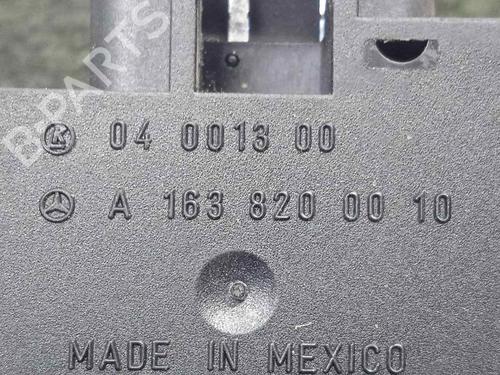 B-PARTS
K 04 0013 00
A 163 820 00 10
MADE IN MEXICO